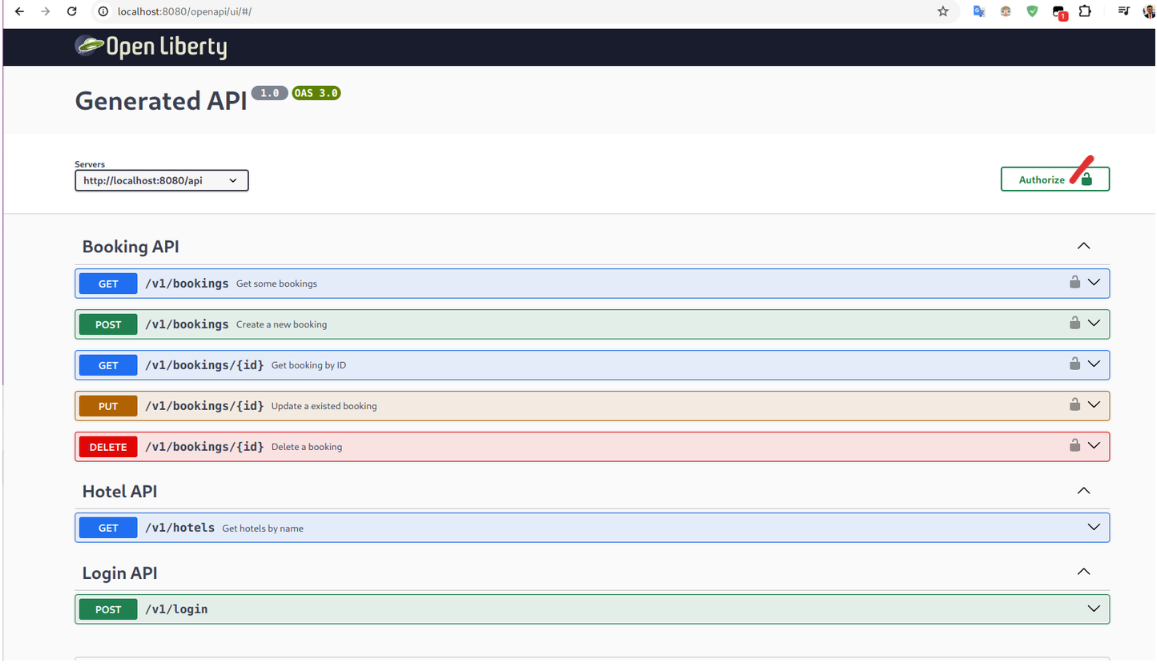 localhost:8080/openapi/ui/#/
1
Open Liberty
Generated API 1.0 OAS 3.0
Servers
http://localhost:8080/api
Authorize
Booking API
GET /v1/bookings Get some bookings
POST /v1/bookings Create a new booking
GET /v1/bookings/{id} Get booking by ID
PUT /v1/bookings/{id} Update a existed booking
DELETE /v1/bookings/{id} Delete a booking
Hotel API
GET /v1/hotels Get hotels by name
Login API
POST /v1/login